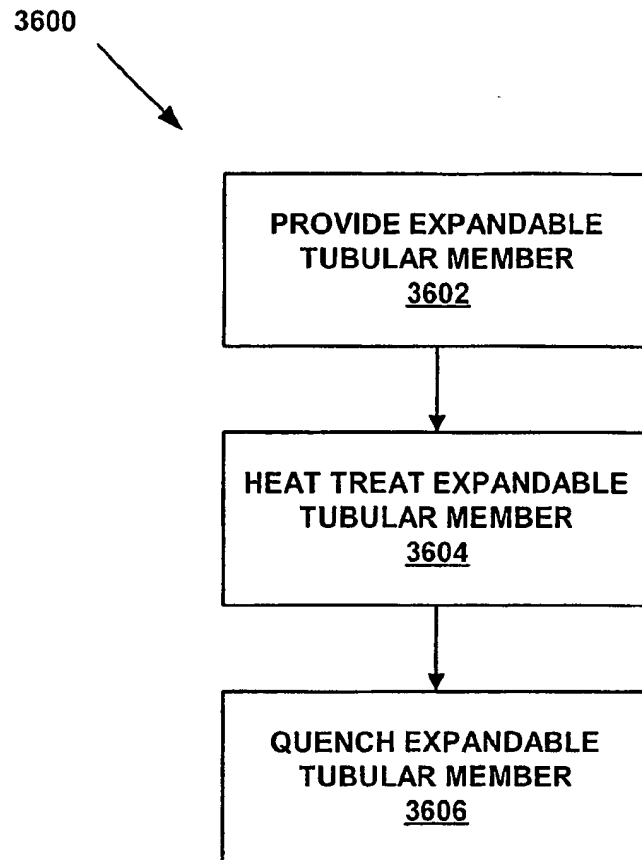 3600
PROVIDE EXPANDABLE
TUBULAR MEMBER
3602
HEAT TREAT EXPANDABLE
TUBULAR MEMBER
3604
QUENCH EXPANDABLE
TUBULAR MEMBER
3606